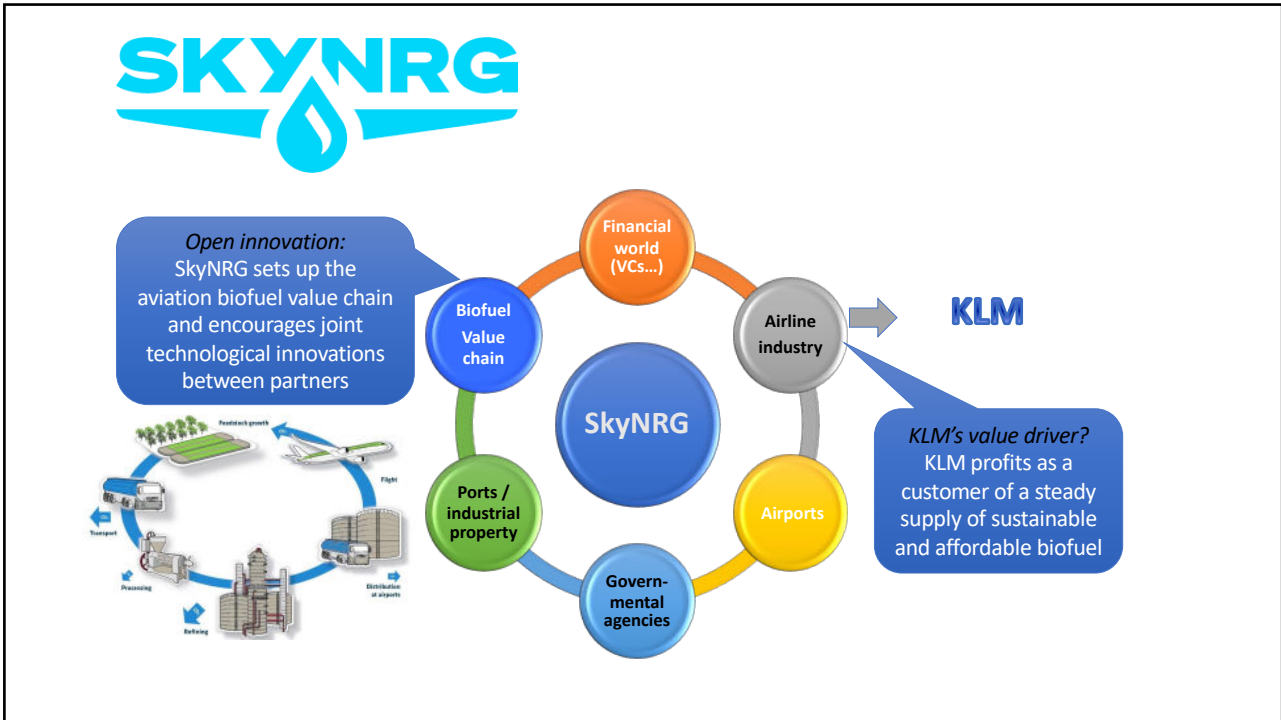 SKYNRG
Open innovation:
SkyNRG sets up the
aviation biofuel value chain
and encourages joint
technological innovations
between partners
Financial
world
(VCs...)
Biofuel
Value
chain
Airline
industry
KLM
SkyNRG
KLM's value driver?
KLM profits as a
customer of a steady
supply of sustainable
and affordable biofuel
Ports /
industrial
property
Airports
Govern-
mental
agencies
Feedstock growth
Flight
Transport
Processing
Refining
Distribution
at airports